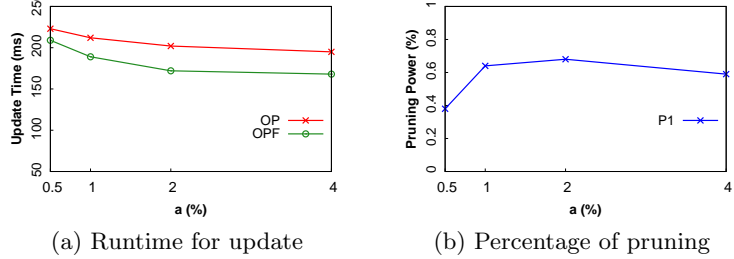 250
200
150
100
50
Update Time (ms)
OP
OPF
0.5 1 2 4
a (%)
(a) Runtime for update
1
0.8
0.6
0.4
0.2
0
Pruning Power (%)
P1
0.5 1 2 4
a (%)
(b) Percentage of pruning